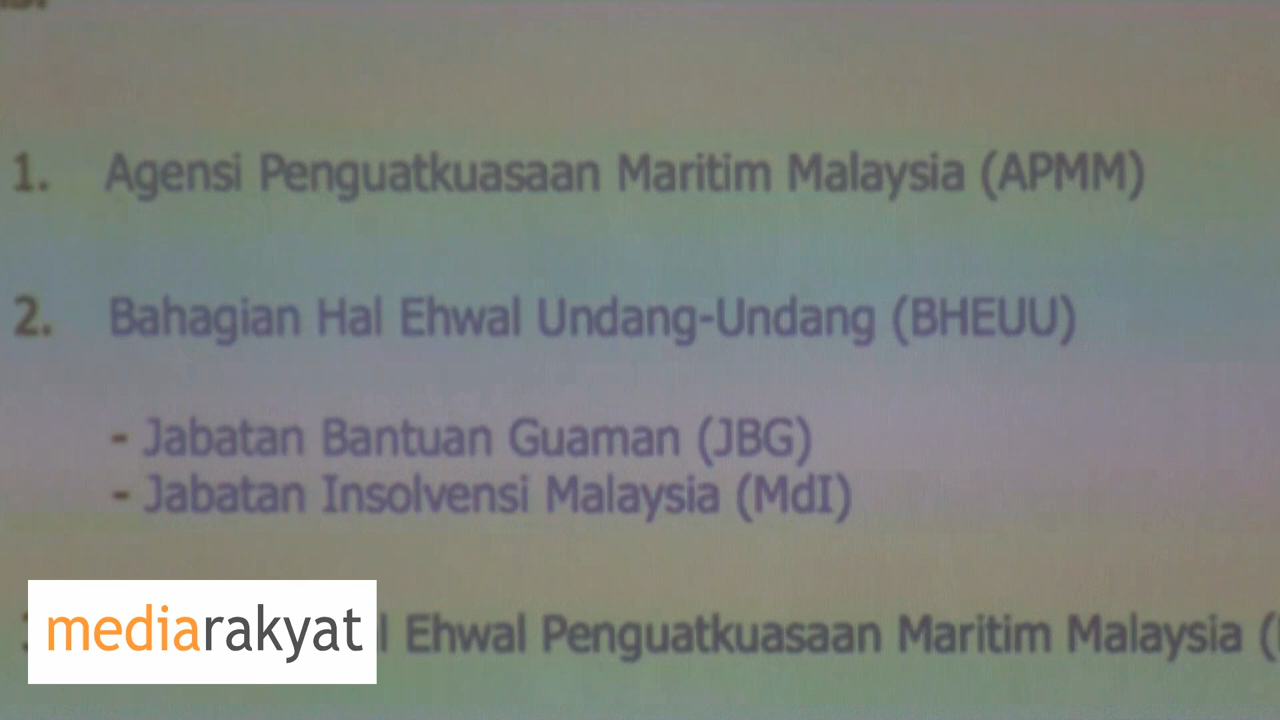 1. Agensi Penguatkuasaan Maritim Malaysia (APMM)
2. Bahagian Hal Ehwal Undang-Undang (BHEUU)
- Jabatan Bantuan Guaman (JBG)
- Jabatan Insolvensi Malaysia (MdI)
Ehwal Penguatkuasaan Maritim Malaysia (
mediarakyat